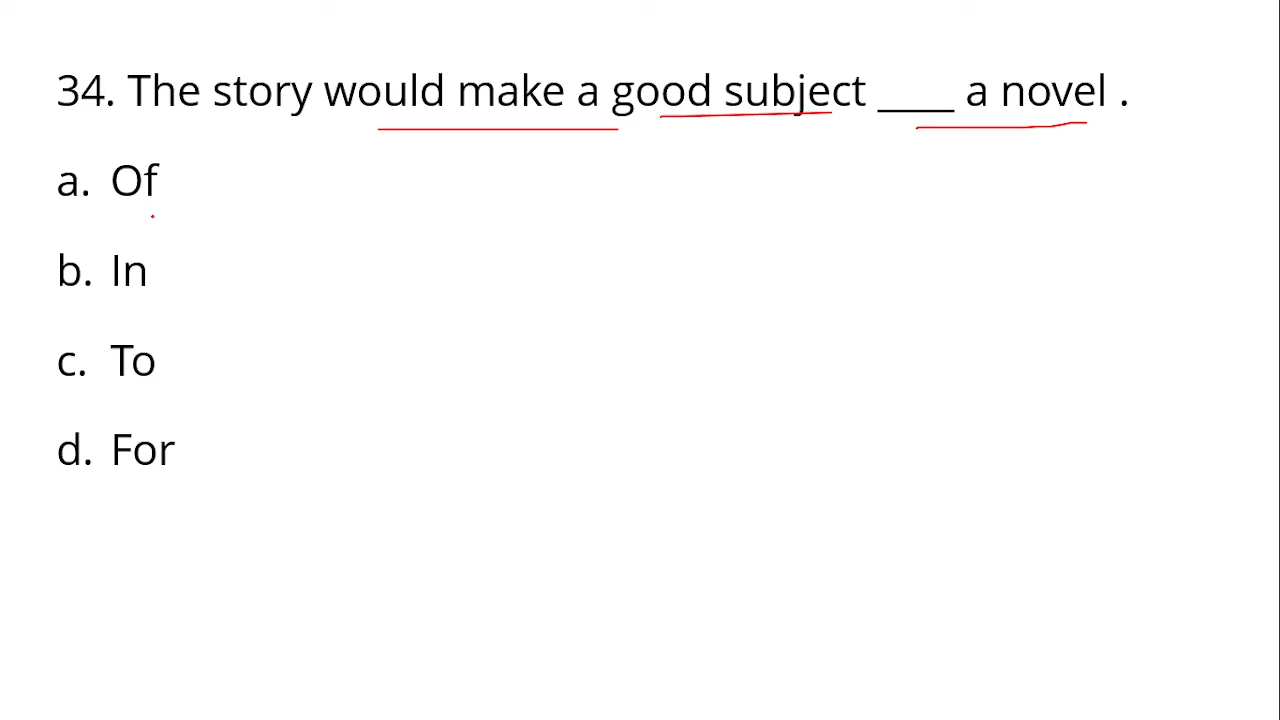 34. The story would make a good subject ____ a novel .
a. Of
b. In
c. To
d. For